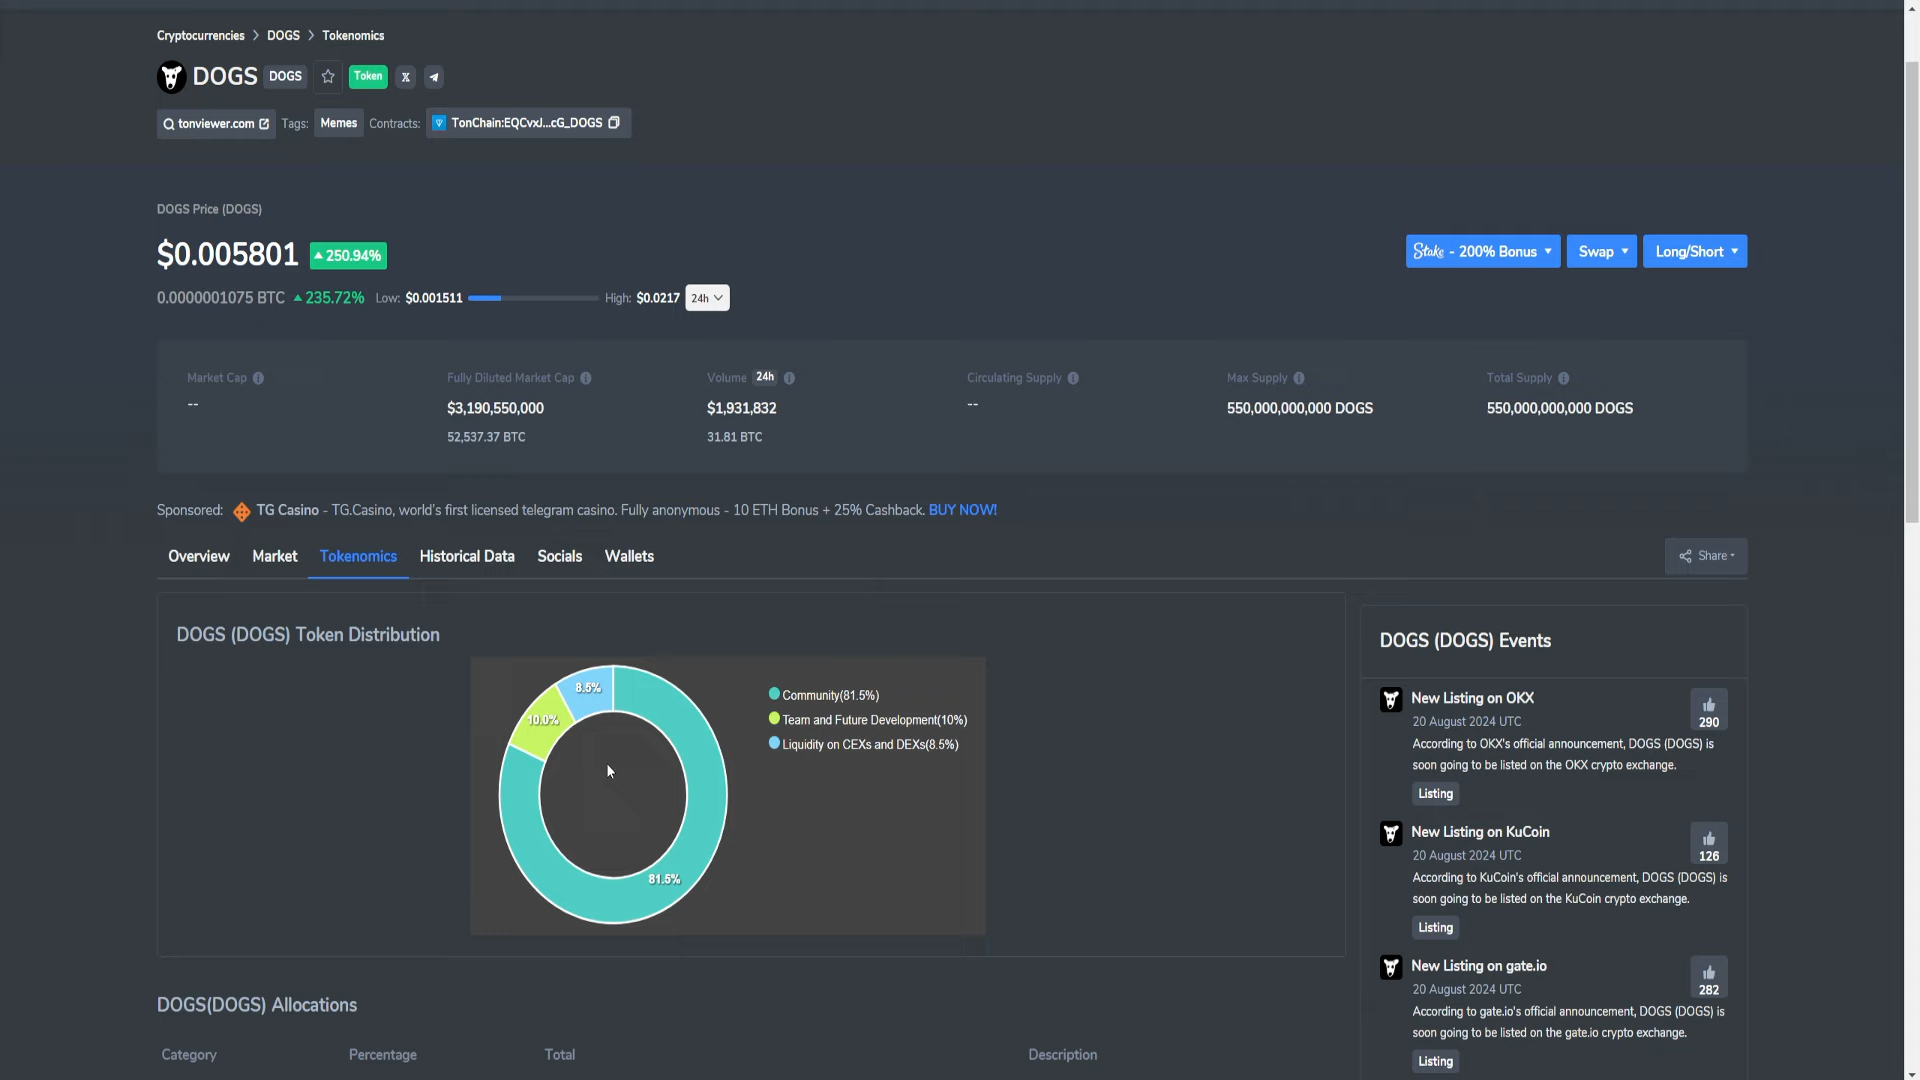 Cryptocurrencies > DOGS > Tokenomics
DOGS DOGS Token
tonviewer.com Tags: Memes Contracts: TonChain:EQCvxJ...cG_DOGS
DOGS Price (DOGS)
$0.005801 250.94%
Stake - 200% Bonus Swap Long/Short
0.0000001075 BTC 235.72% Low: $0.001511 High: $0.0217 24h
Market Cap Fully Diluted Market Cap Volume 24h Circulating Supply Max Supply Total Supply
-- $3,190,550,000 $1,931,832 -- 550,000,000,000 DOGS 550,000,000,000 DOGS
52,537.37 BTC 31.81 BTC
Sponsored: TG Casino - TG.Casino, world's first licensed telegram casino. Fully anonymous - 10 ETH Bonus + 25% Cashback. BUY NOW!
Overview Market Tokenomics Historical Data Socials Wallets Share
DOGS (DOGS) Token Distribution
8.5%
10.0%
81.5%
Community(81.5%)
Team and Future Development(10%)
Liquidity on CEXs and DEXs(8.5%)
DOGS(DOGS) Allocations
Category Percentage Total Description
DOGS (DOGS) Events
New Listing on OKX
20 August 2024 UTC
290
According to OKX's official announcement, DOGS (DOGS) is
soon going to be listed on the OKX crypto exchange.
Listing
New Listing on KuCoin
20 August 2024 UTC
126
According to KuCoin's official announcement, DOGS (DOGS) is
soon going to be listed on the KuCoin crypto exchange.
Listing
New Listing on gate.io
20 August 2024 UTC
282
According to gate.io's official announcement, DOGS (DOGS) is
soon going to be listed on the gate.io crypto exchange.
Listing